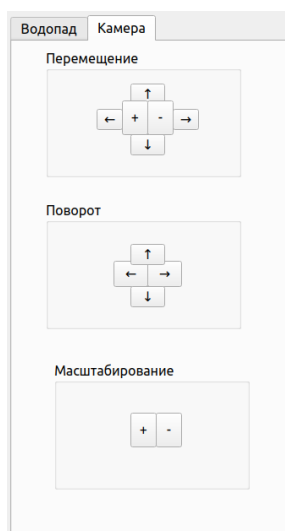 Водопад Камера
Перемещение
↑
← + - →
↓
Поворот
↑
← →
↓
Масштабирование
+ -